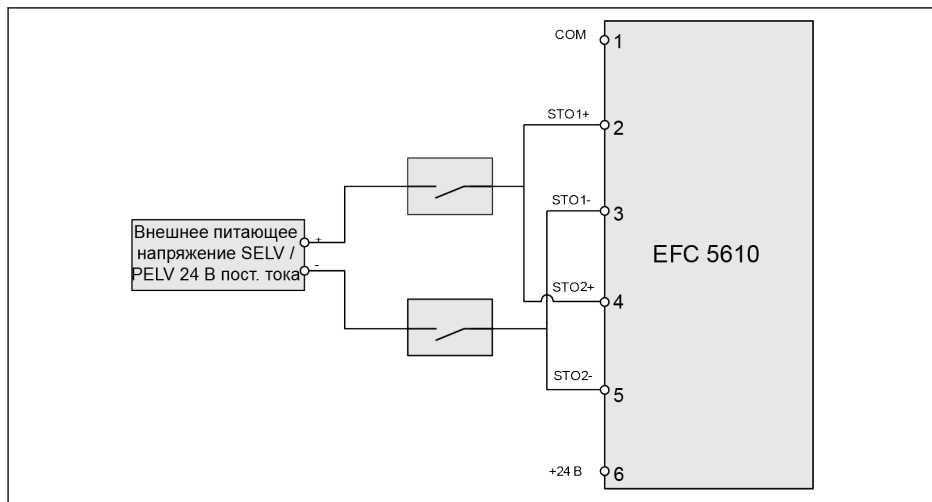 COM
1
STO1+
2
STO1-
3
Внешнее питающее
напряжение SELV /
PELV 24 В пост. тока
+
-
EFC 5610
STO2+
4
STO2-
5
+24 В
6